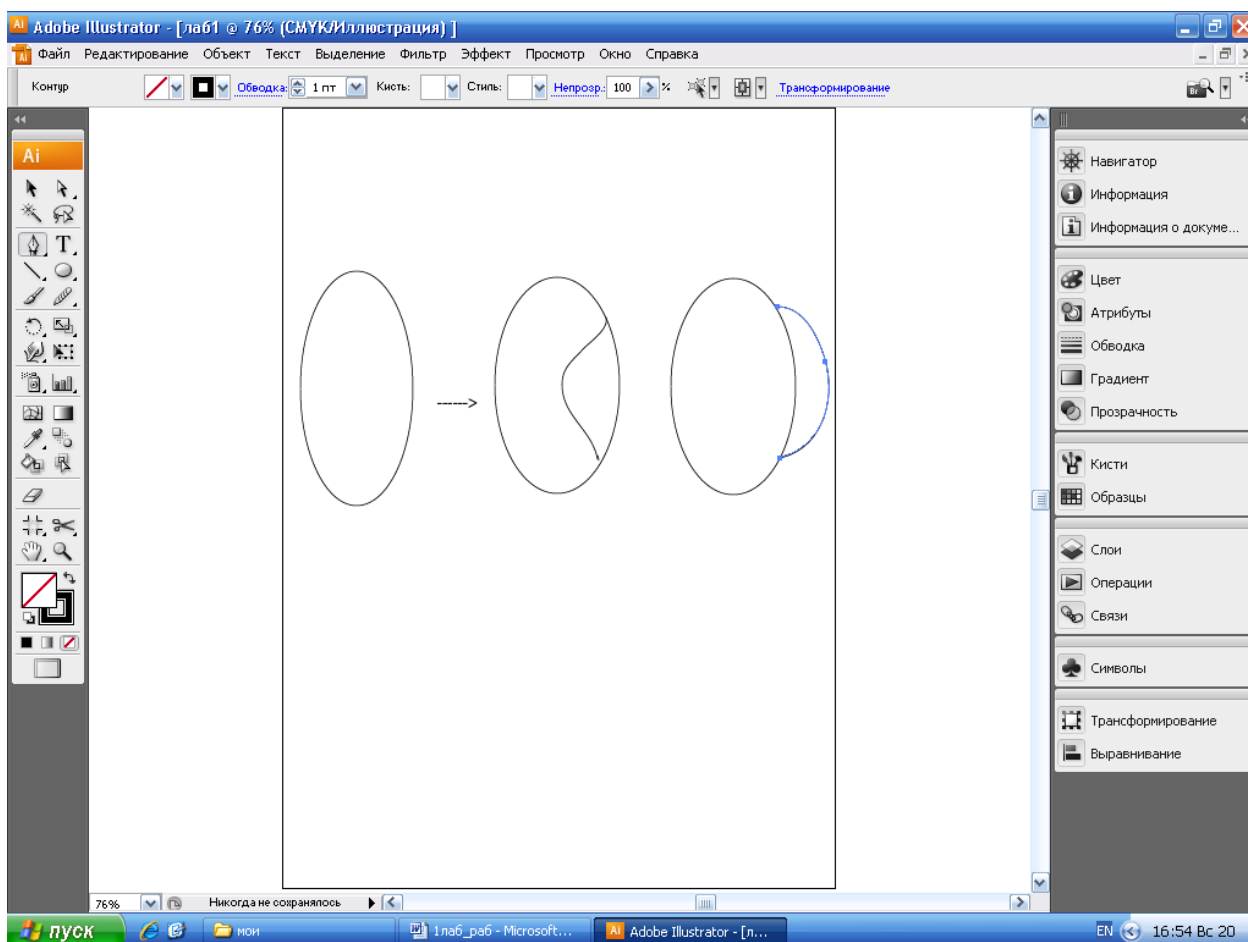 Adobe Illustrator - [лаб1 @ 76% (CMYK/Иллюстрация) ]
Файл Редактирование Объект Текст Выделение Фильтр Эффект Просмотр Окно Справка
Контур Обводка: 1 пт Кисть: Стиль: Непрозр.: 100 % Трансформирование
Ai
T
------>
Навигатор
Информация
Информация о докуме...
Цвет
Атрибуты
Обводка
Градиент
Прозрачность
Кисти
Образцы
Слои
Операции
Связи
Символы
Трансформирование
Выравнивание
76% Никогда не сохранялось
пуск мои 1лаб_раб - Microsoft... Adobe Illustrator - [л... EN 16:54 Вс 20